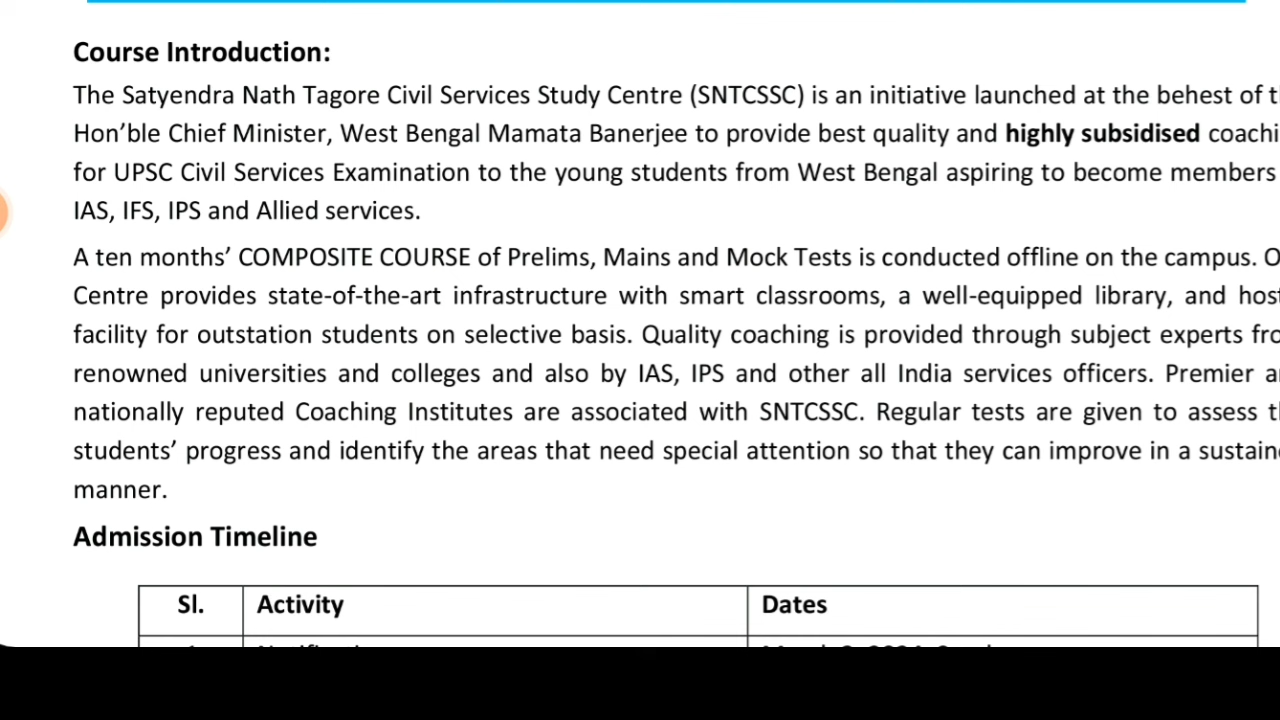 Course Introduction:
The Satyendra Nath Tagore Civil Services Study Centre (SNTCSSC) is an initiative launched at the behest of
Hon’ble Chief Minister, West Bengal Mamata Banerjee to provide best quality and highly subsidised
for UPSC Civil Services Examination to the young students from West Bengal aspiring to become members
IAS, IFS, IPS and Allied services.
A ten months’ COMPOSITE COURSE of Prelims, Mains and Mock Tests is conducted offline on the campus.
Centre provides state-of-the-art infrastructure with smart classrooms, a well-equipped library, and
facility for outstation students on selective basis. Quality coaching is provided through subject experts
renowned universities and colleges and also by IAS, IPS and other all India services officers. Premier
nationally reputed Coaching Institutes are associated with SNTCSSC. Regular tests are given to assess
students’ progress and identify the areas that need special attention so that they can improve in a
manner.
Admission Timeline
Sl. Activity Dates